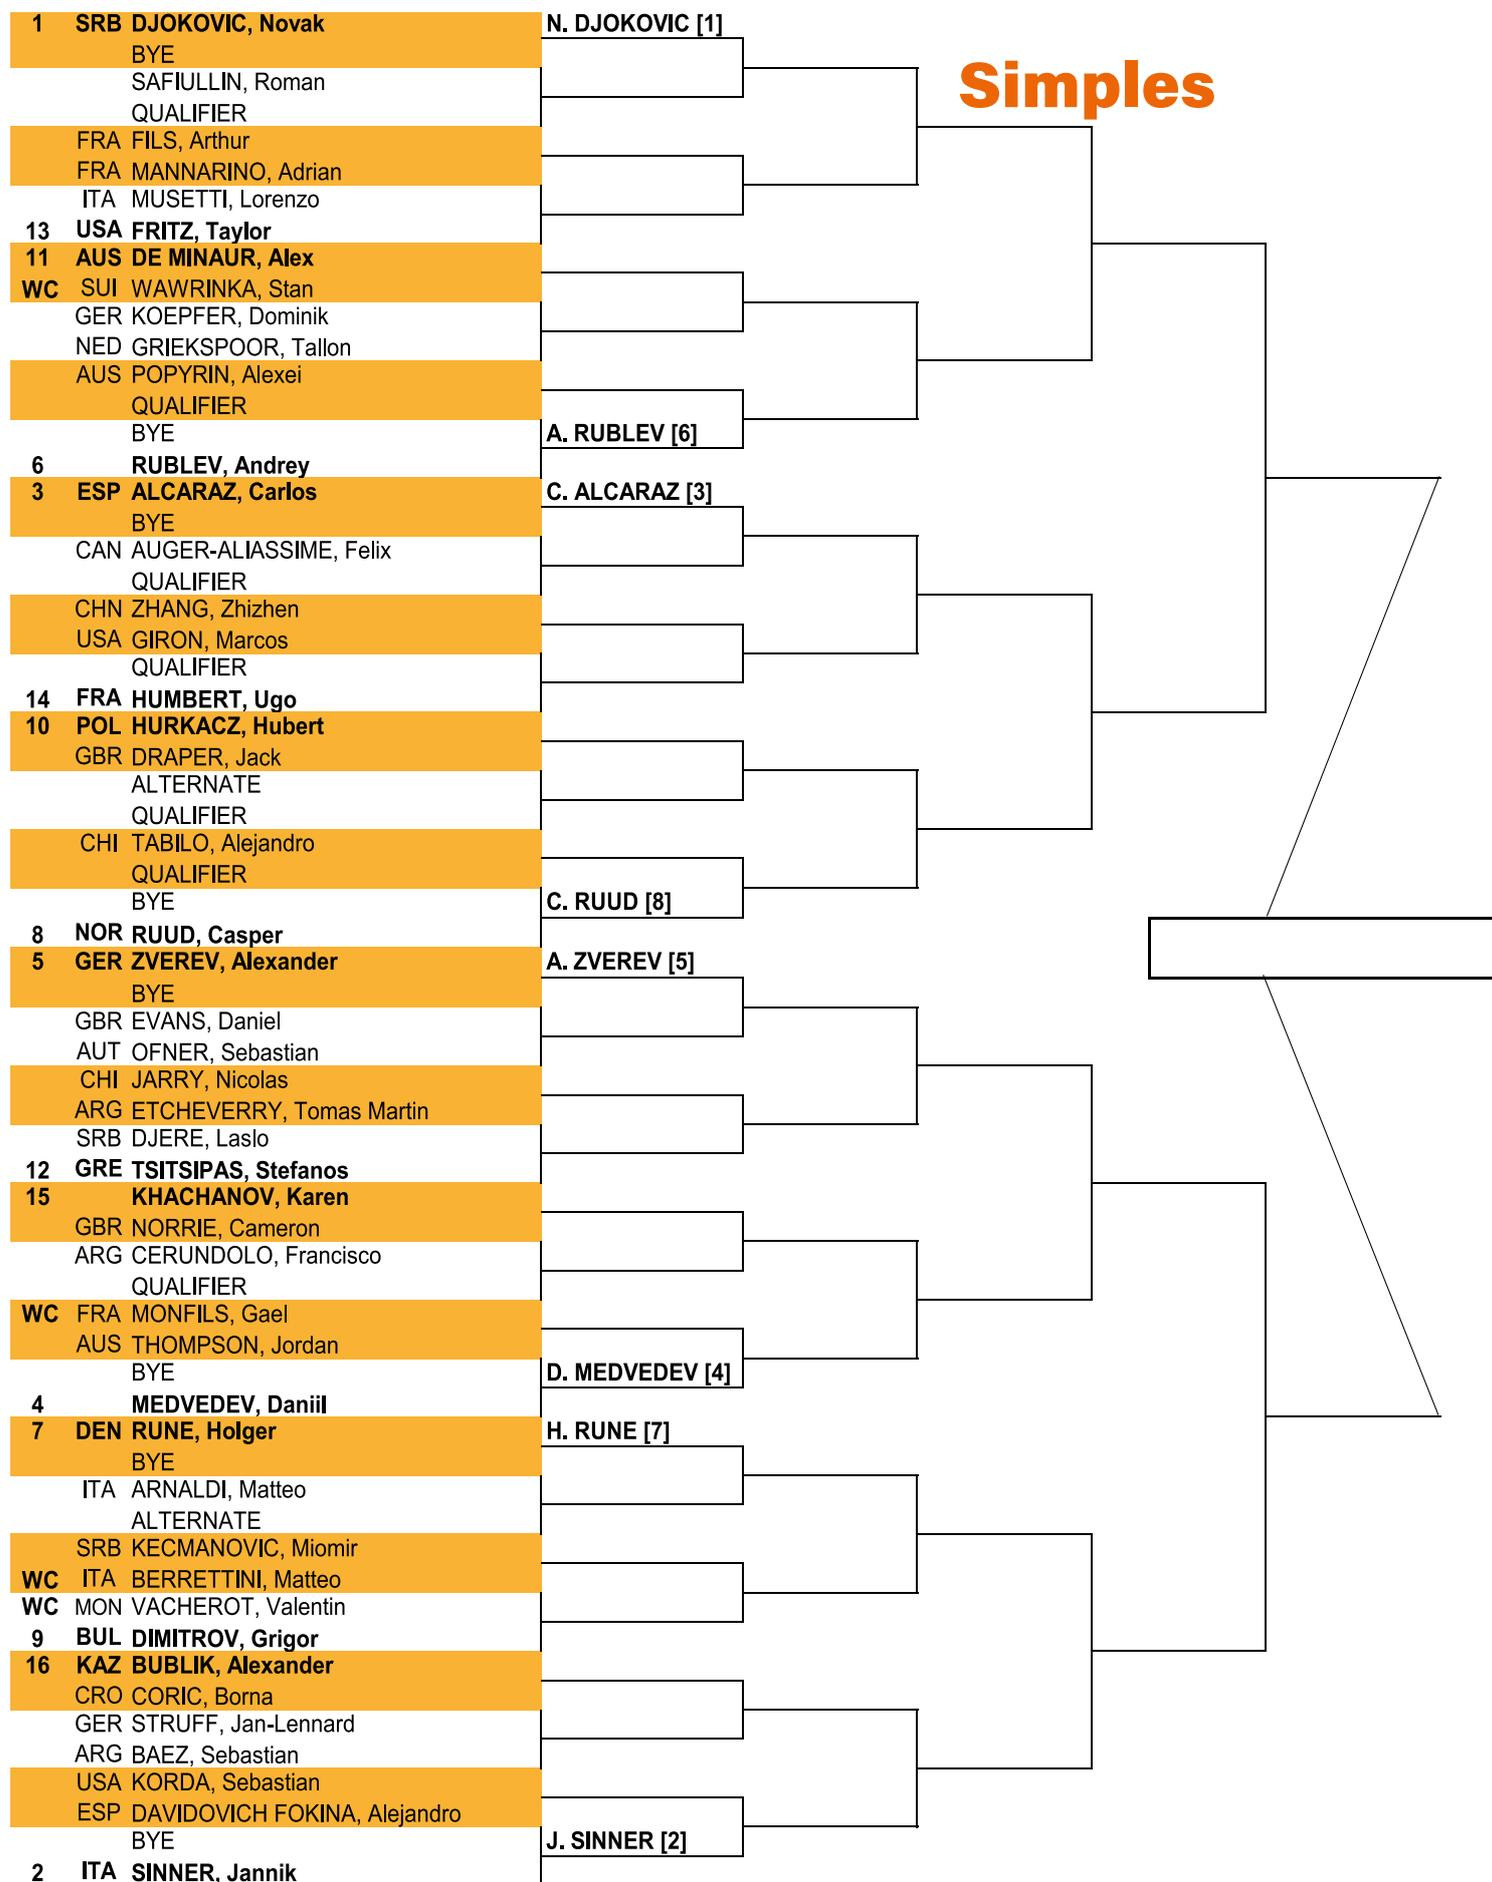 1 SRB DJOKOVIC, Novak N. DJOKOVIC [1]
BYE
Simples
SAFIULLIN, Roman
QUALIFIER
FRA FILS, Arthur
FRA MANNARINO, Adrian
ITA MUSETTI, Lorenzo
13 USA FRITZ, Taylor
11 AUS DE MINAUR, Alex
WC SUI WAWRINKA, Stan
GER KOEPFER, Dominik
NED GRIEKSPOOR, Tallon
AUS POPYRIN, Alexei
QUALIFIER
BYE A. RUBLEV [6]
6 RUBLEV, Andrey
3 ESP ALCARAZ, Carlos C. ALCARAZ [3]
BYE
CAN AUGER-ALIASSIME, Felix
QUALIFIER
CHN ZHANG, Zhizhen
USA GIRON, Marcos
QUALIFIER
14 FRA HUMBERT, Ugo
10 POL HURKACZ, Hubert
GBR DRAPER, Jack
ALTERNATE
QUALIFIER
CHI TABILO, Alejandro
QUALIFIER
BYE C. RUUD [8]
8 NOR RUUD, Casper
5 GER ZVEREV, Alexander A. ZVEREV [5]
BYE
GBR EVANS, Daniel
AUT OFNER, Sebastian
CHI JARRY, Nicolas
ARG ETCHEVERRY, Tomas Martin
SRB DJERE, Laslo
12 GRE TSITSIPAS, Stefanos
15 KHACHANOV, Karen
GBR NORRIE, Cameron
ARG CERUNDOLO, Francisco
QUALIFIER
WC FRA MONFILS, Gael
AUS THOMPSON, Jordan
BYE D. MEDVEDEV [4]
4 MEDVEDEV, Daniil
7 DEN RUNE, Holger H. RUNE [7]
BYE
ITA ARNALDI, Matteo
ALTERNATE
SRB KECMANOVIC, Miomir
WC ITA BERRETTINI, Matteo
WC MON VACHEROT, Valentin
9 BUL DIMITROV, Grigor
16 KAZ BUBLIK, Alexander
CRO CORIC, Borna
GER STRUFF, Jan-Lennard
ARG BAEZ, Sebastian
USA KORDA, Sebastian
ESP DAVIDOVICH FOKINA, Alejandro
BYE J. SINNER [2]
2 ITA SINNER, Jannik